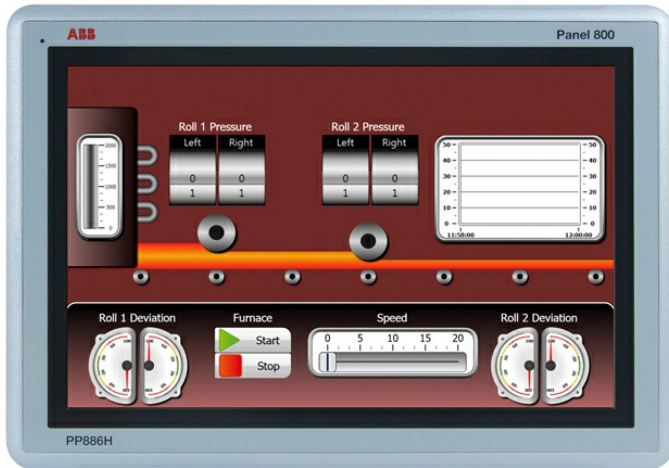 ABB
Panel 800
Roll 1 Pressure
Roll 2 Pressure
Left Right
Left Right
0 0
1 1
0 0
1 1
2000
1500
1000
500
0
50 50
40 40
30 30
20 20
10 10
0 0
11:58:00 12:00:00
Roll 1 Deviation
Furnace
Speed
Roll 2 Deviation
Start
Stop
0 5 10 15 20
PP886H